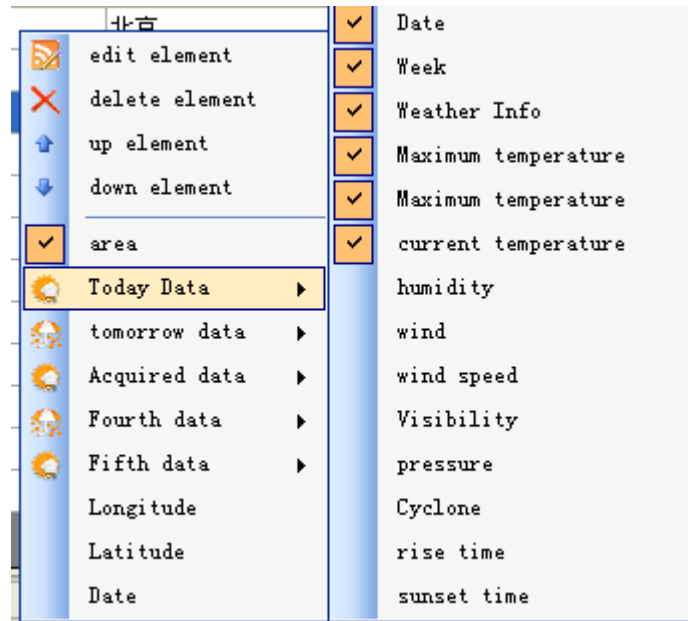 北京
edit element
delete element
up element
down element
area
Today Data
tomorrow data
Acquired data
Fourth data
Fifth data
Longitude
Latitude
Date
Date
Week
Weather Info
Maximum temperature
Maximum temperature
current temperature
humidity
wind
wind speed
Visibility
pressure
Cyclone
rise time
sunset time